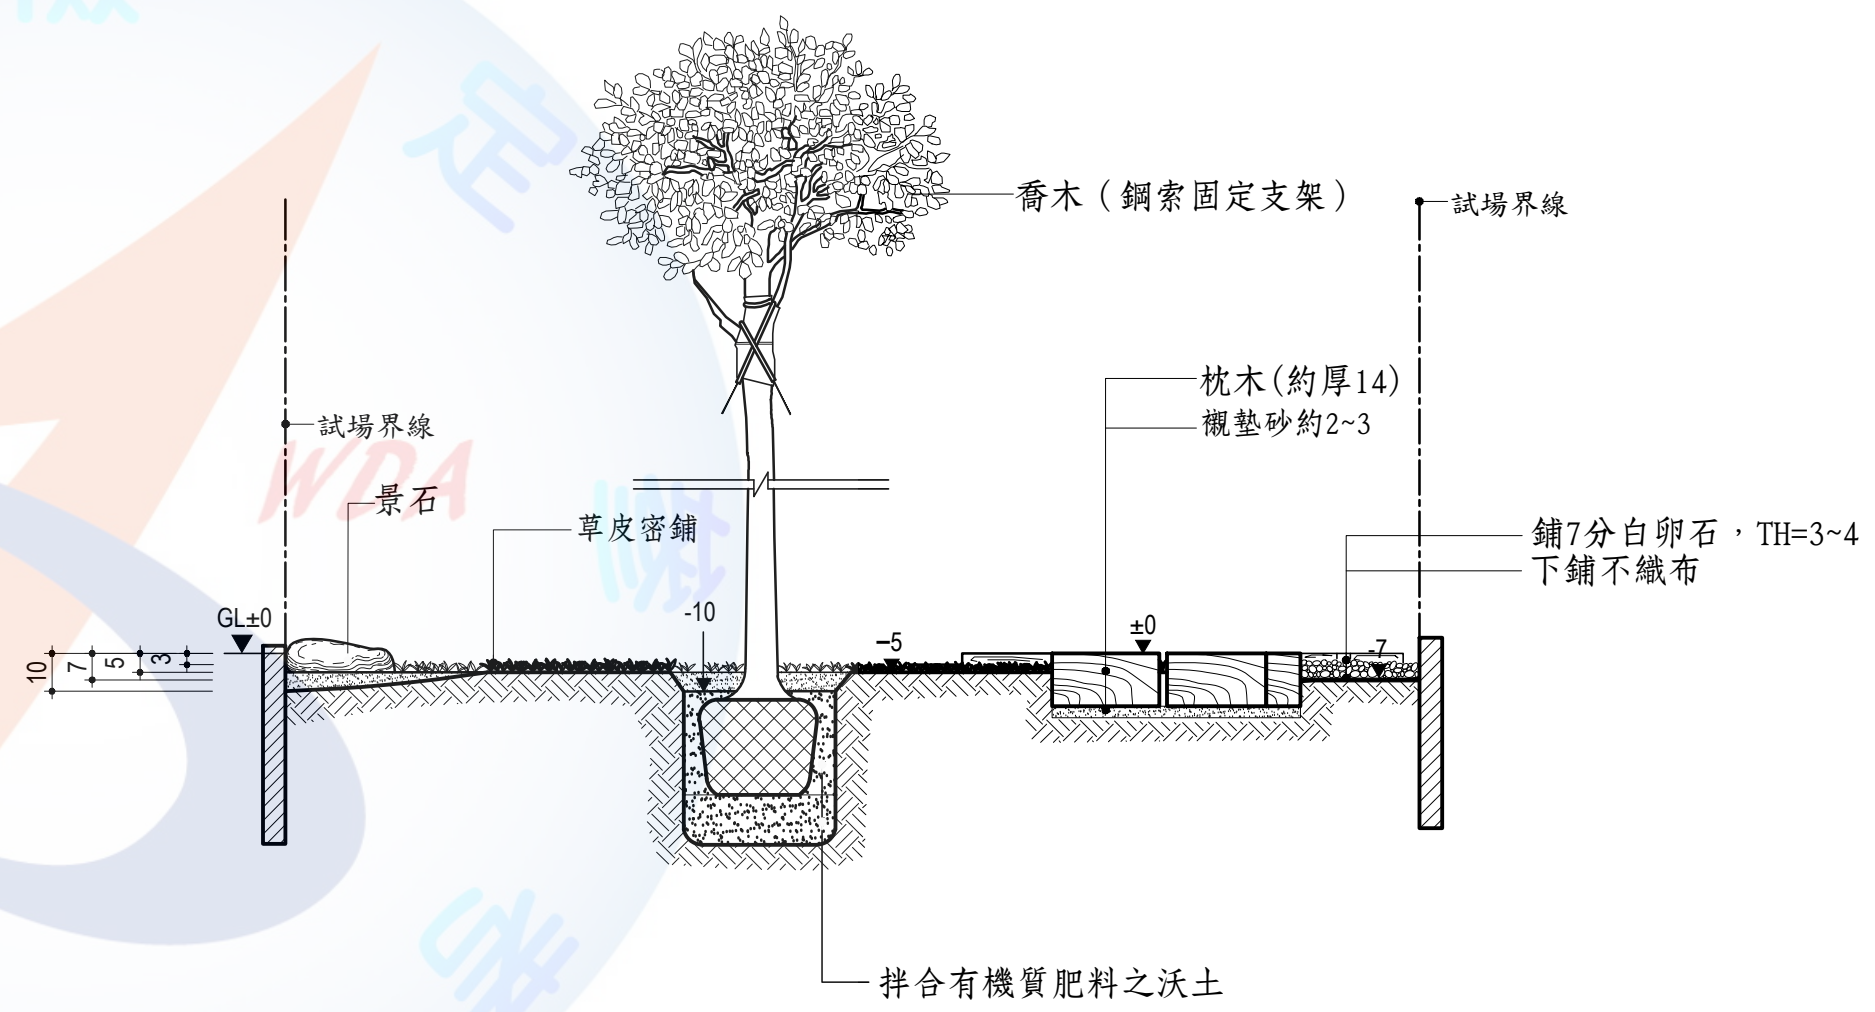 喬木（鋼索固定支架）
試場界線
枕木(約厚14)
襯墊砂約2~3
試場界線
WDA
景石
草皮密鋪
鋪7分白卵石，TH=3~4
下鋪不織布
GL±0
-10
±0
-5
-7
10
7
5
3
拌合有機質肥料之沃土
定